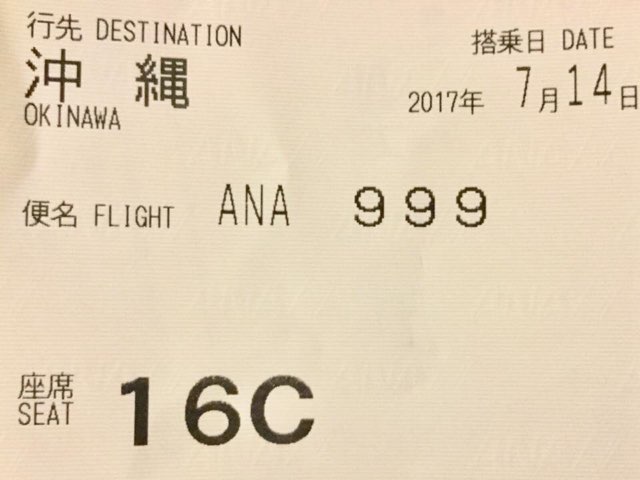 行先 DESTINATION
搭乗日 DATE
沖縄
OKINAWA
2017年 7月14日
便名 FLIGHT ANA 999
座席
SEAT
16C